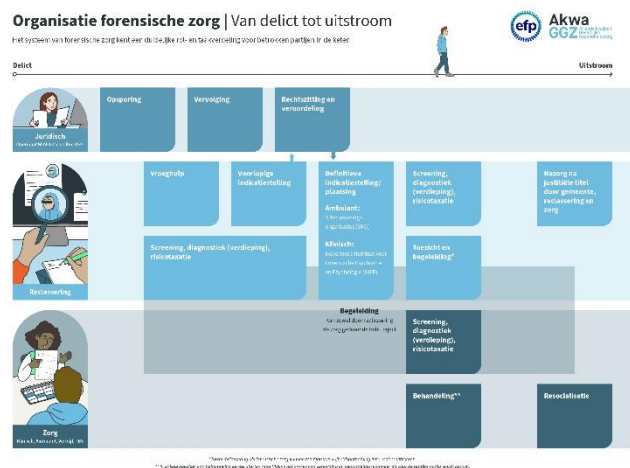 Organisatie forensische zorg | Van delict tot uitstroom
Het systeem van forensische zorg kent een duidelijke rol- en taakverdeling voor betrokken partijen in de keten
efp
Akwa
GGZ
Delict
Uitstroom
Opsporing
Vervolging
Rechtszitting en
veroordeling
Juridisch
Vroeghulp
Voorlopige
indicatiestelling
Definitieve
indicatiestelling/
plaatsing
Ambulant:
Klinisch:
Screening,
diagnostiek
(verdieping),
risicotaxatie
Nazorg na
justitiële titel
door gemeente,
reclassering en
zorg
Screening, diagnostiek (verdieping),
risicotaxatie
Toezicht en
begeleiding*
Reclassering
Begeleiding
Screening,
diagnostiek
(verdieping),
risicotaxatie
Behandeling**
Resocialisatie
Zorg